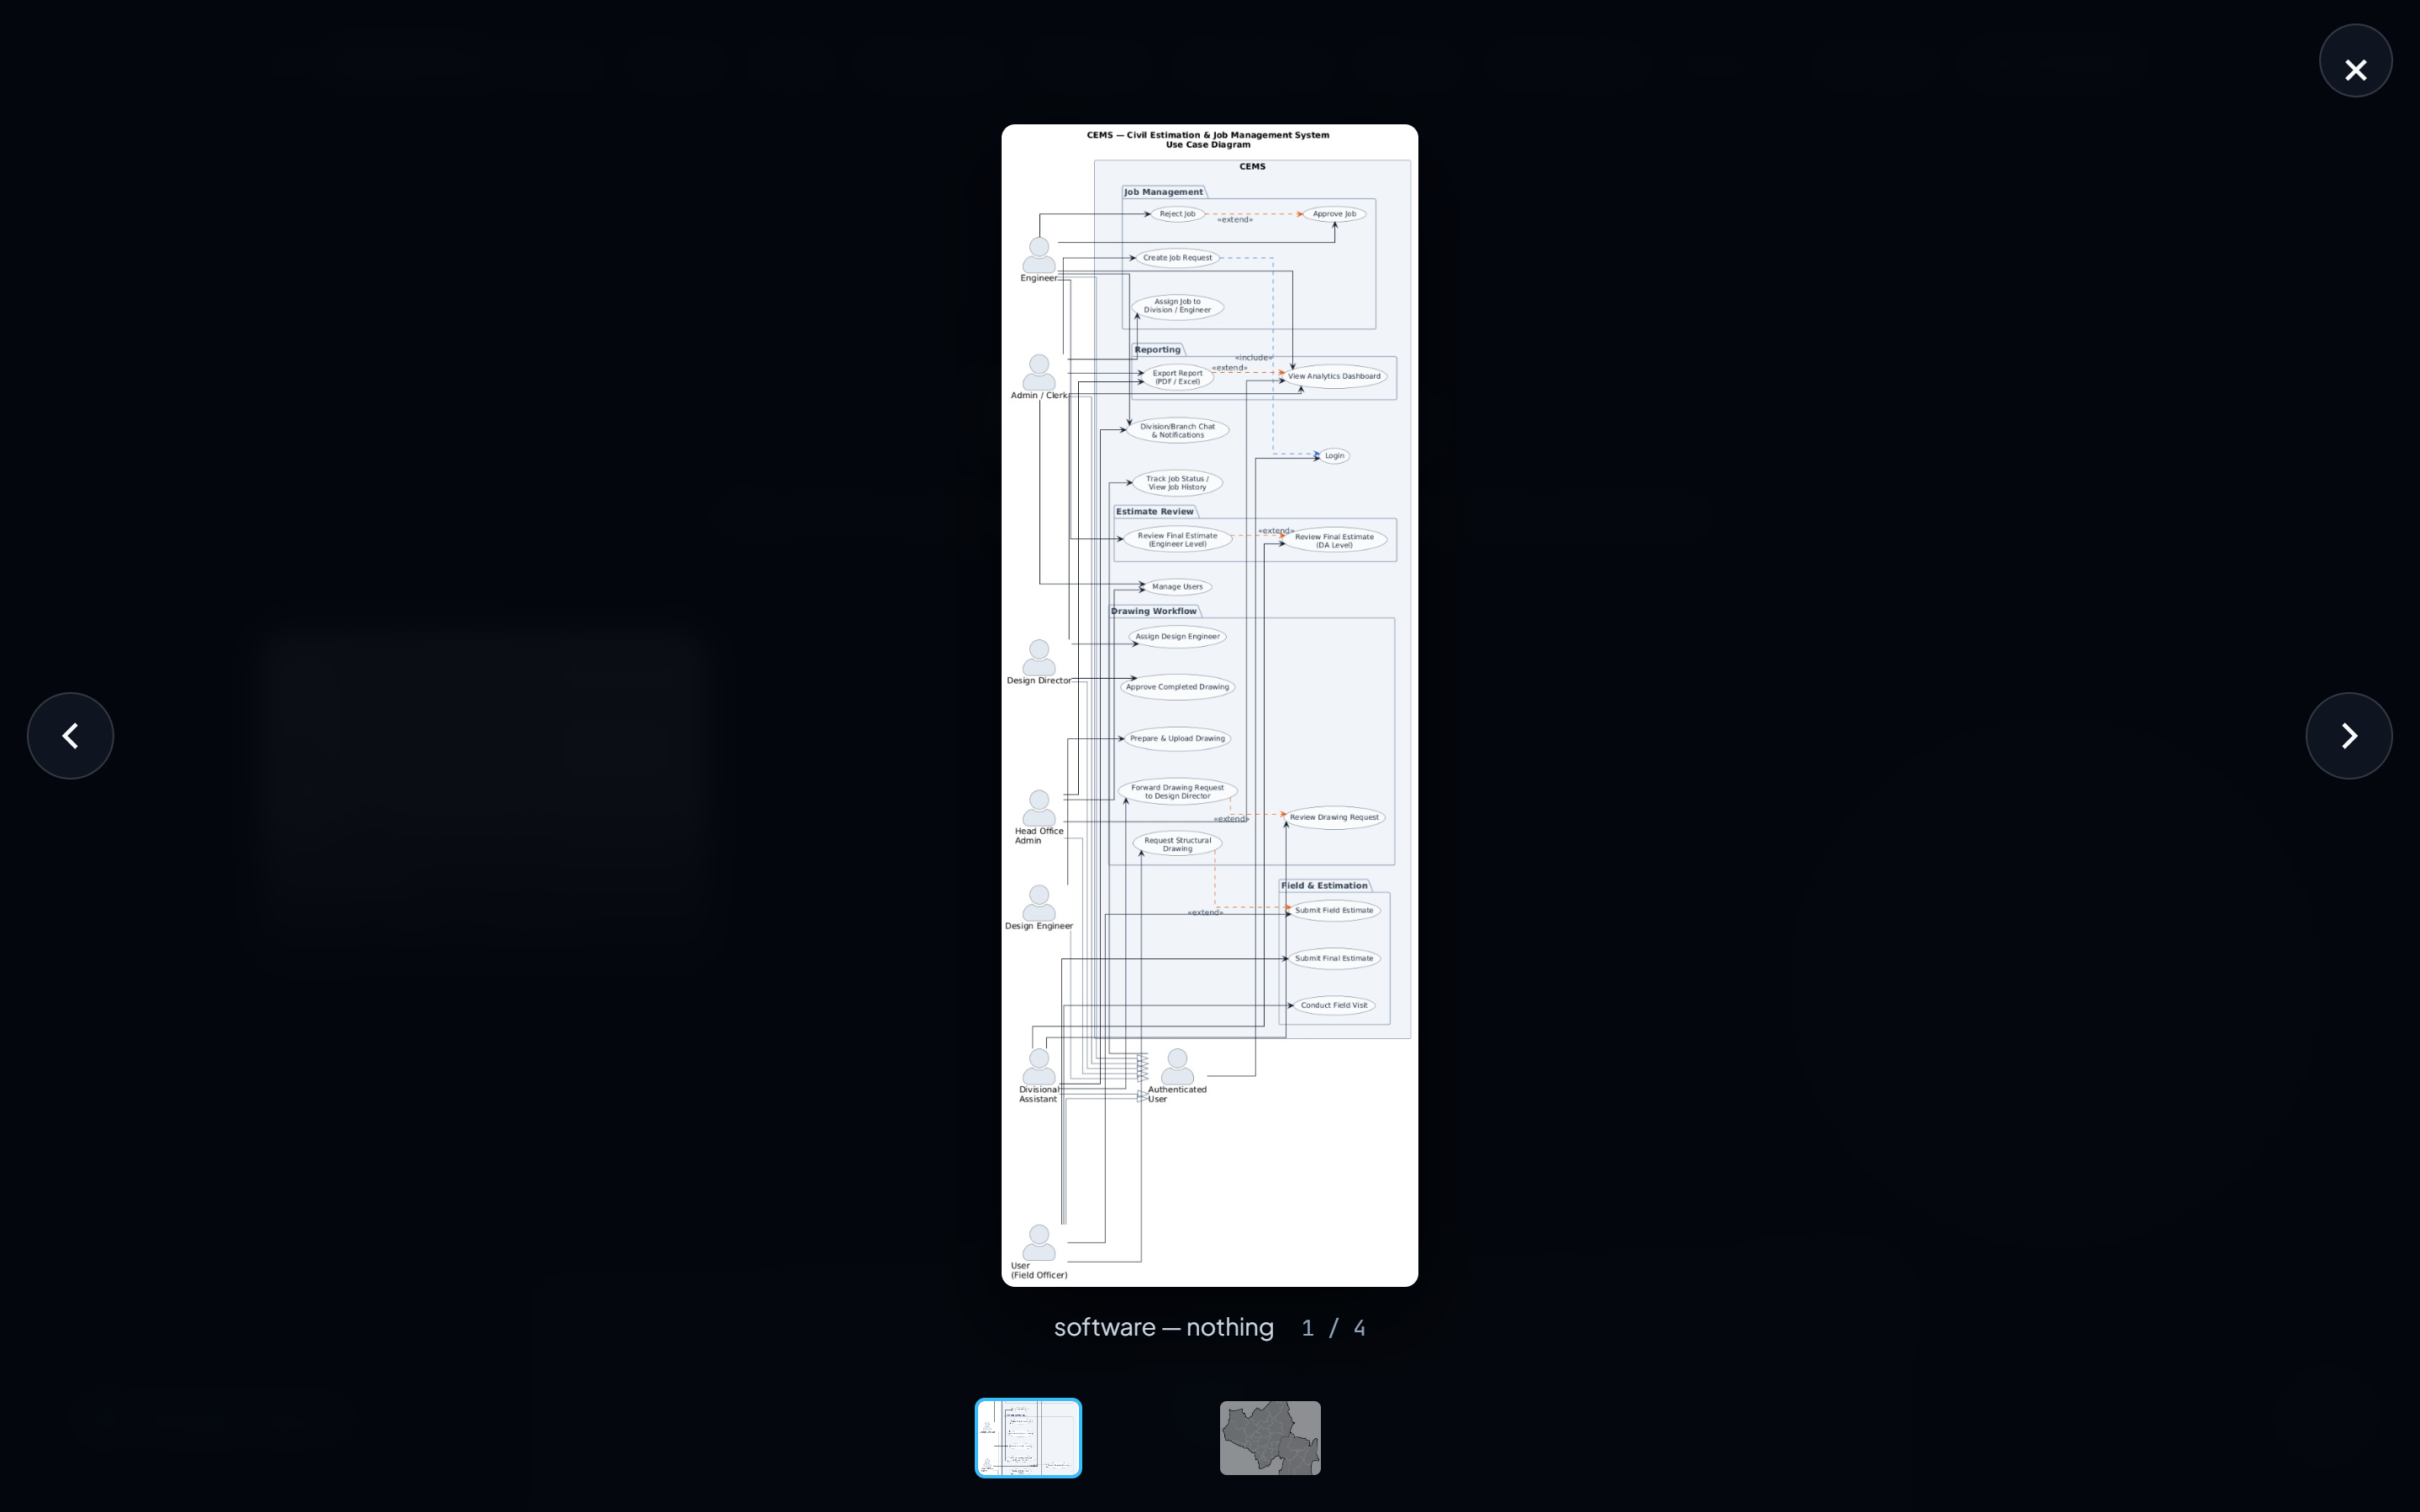 CEMS — Civil Estimation & Job Management System
Use Case Diagram
CEMS
Job Management
Reject Job
«extend»
Approve Job
Create Job Request
Engineer
Assign Job to
Division / Engineer
Reporting
«include»
«extend»
Export Report
(PDF / Excel)
View Analytics Dashboard
Admin / Clerk
Division/Branch Chat
& Notifications
Login
Track Job Status /
View Job History
Estimate Review
«extend»
Review Final Estimate
(Engineer Level)
Review Final Estimate
(DA Level)
Manage Users
Drawing Workflow
Assign Design Engineer
Design Director
Approve Completed Drawing
Prepare & Upload Drawing
Forward Drawing Request
to Design Director
«extend»
Review Drawing Request
Head Office
Admin
Request Structural
Drawing
Field & Estimation
«extend»
Submit Field Estimate
Design Engineer
Submit Final Estimate
Conduct Field Visit
Divisional
Assistant
Authenticated
User
User
(Field Officer)
software — nothing 1 / 4